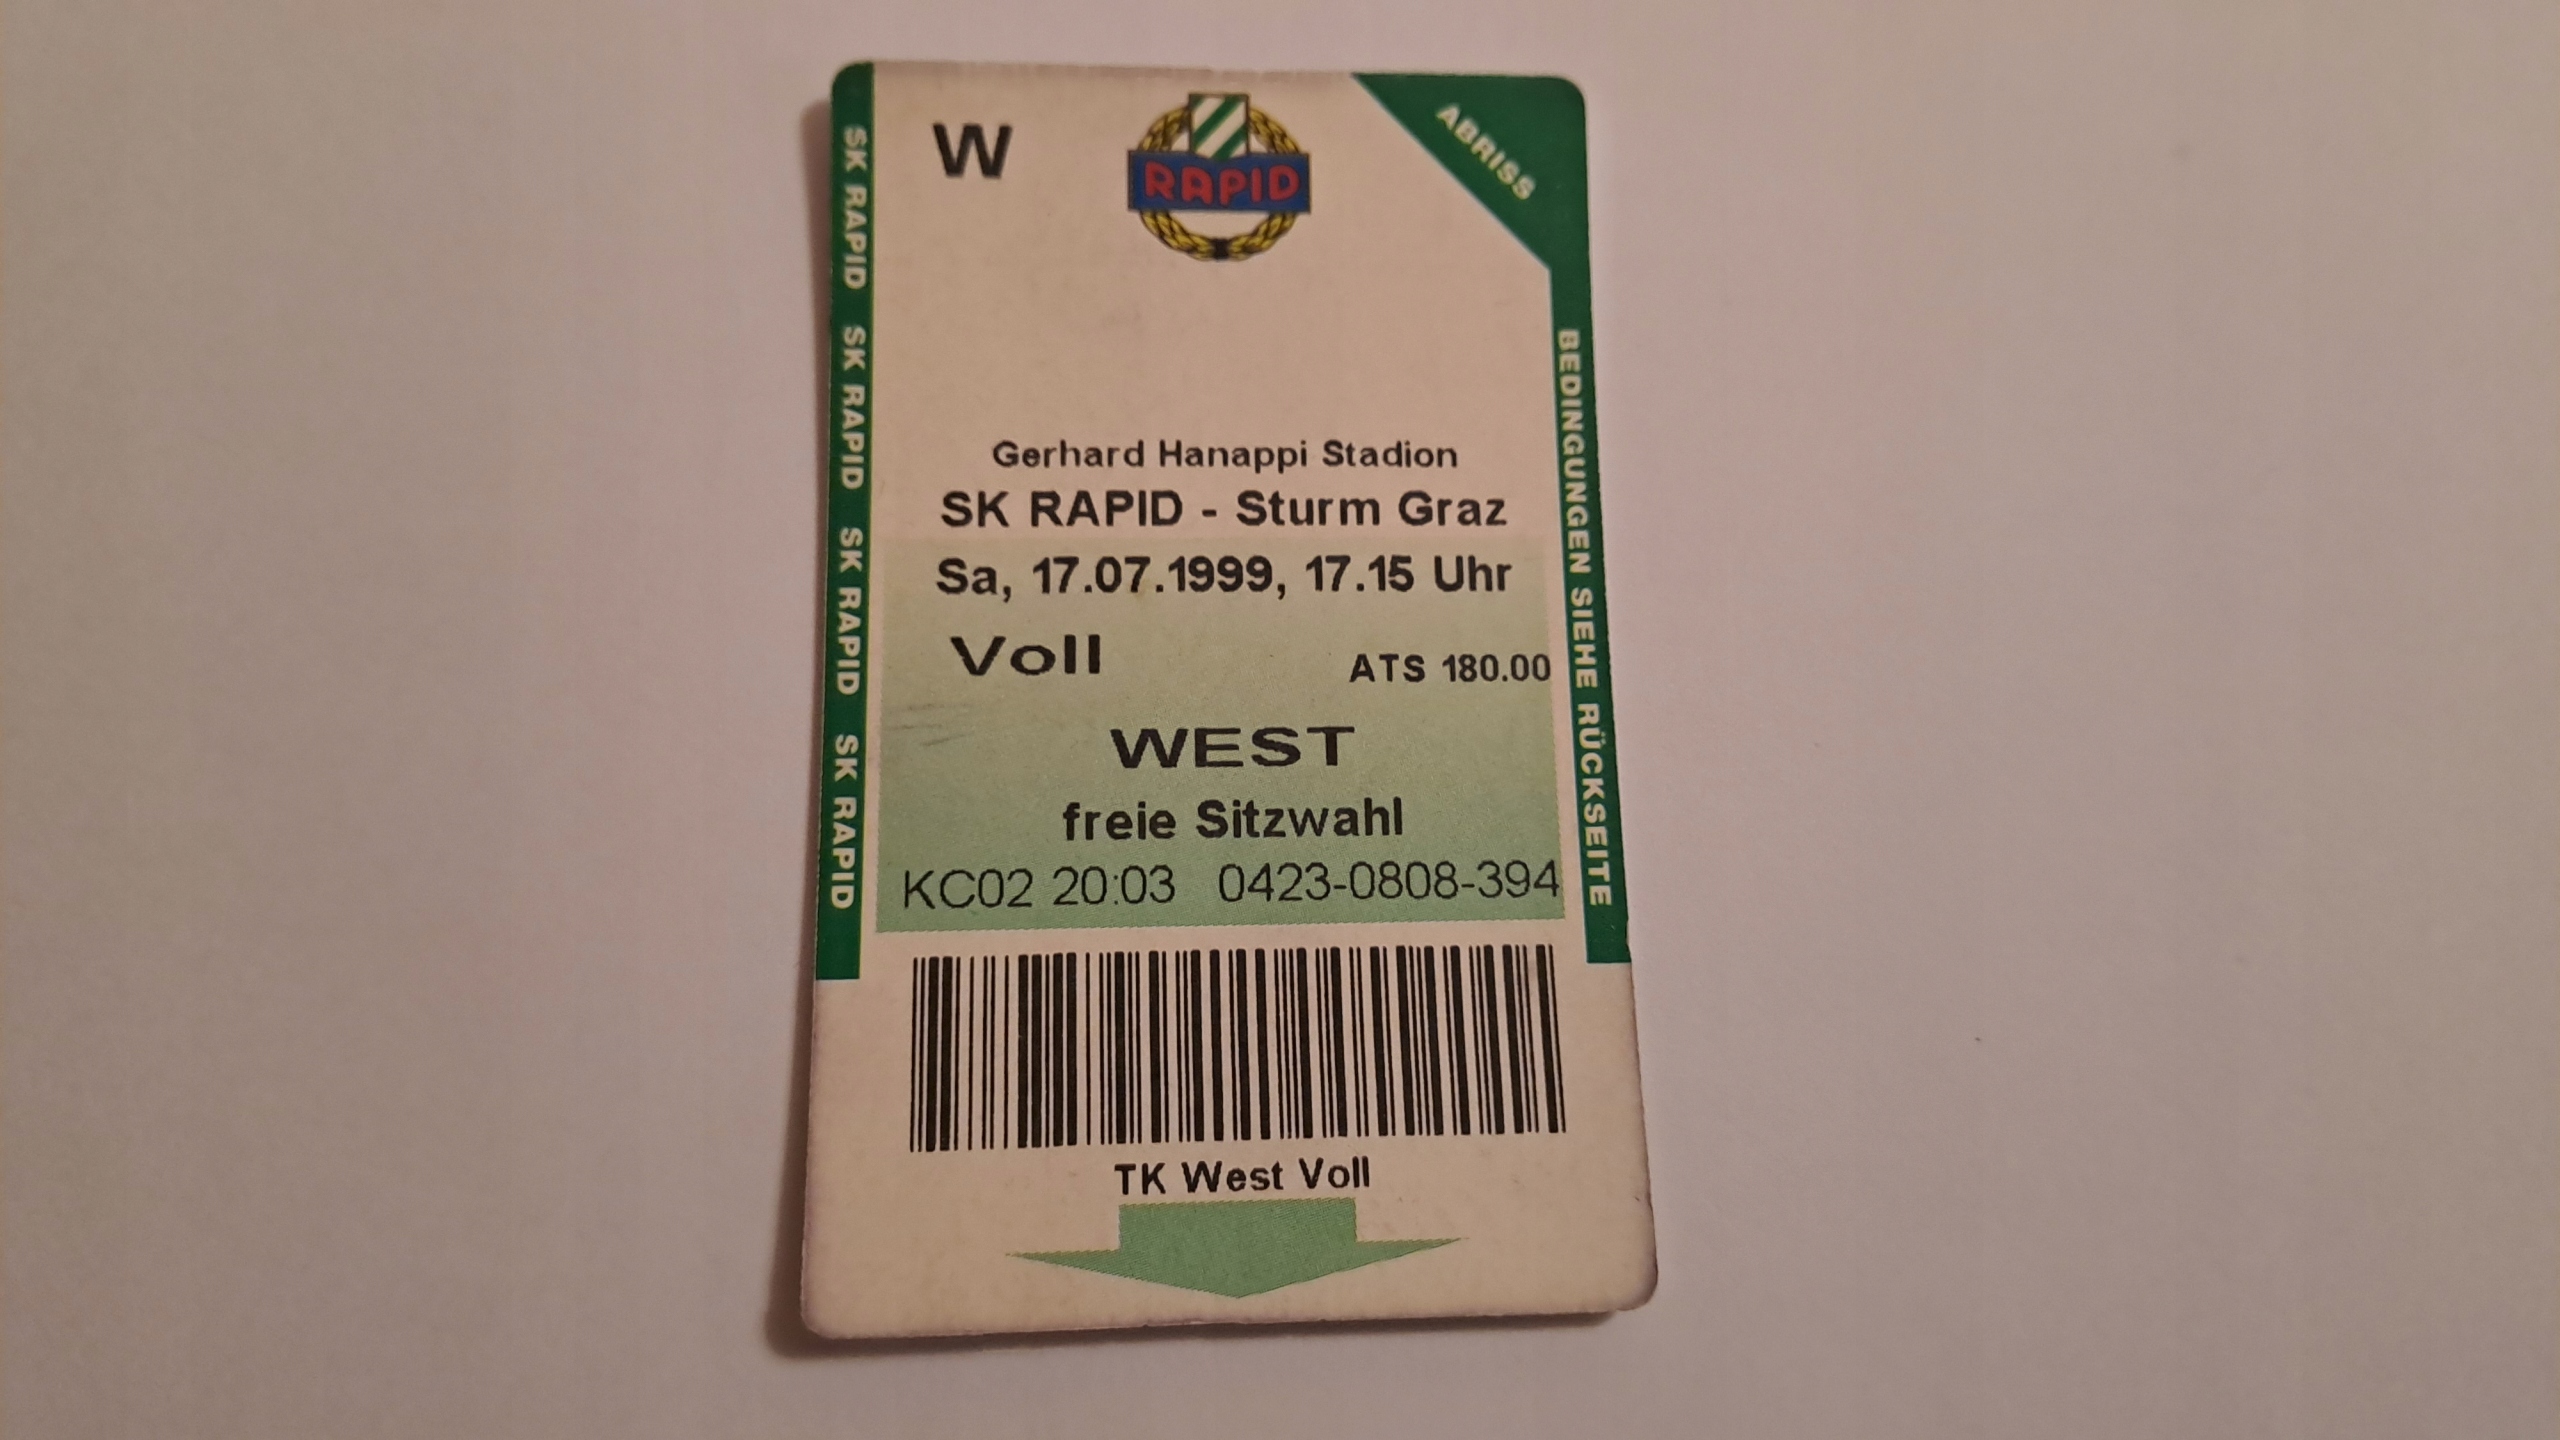 W
RAPID
ABRISS
SK RAPID SK RAPID SK RAPID SK RAPID
BEDINGUNGEN SIEHE RÜCKSEITE
Gerhard Hanappi Stadion
SK RAPID - Sturm Graz
Sa, 17.07.1999, 17.15 Uhr
Voll ATS 180.00
WEST
freie Sitzwahl
KC02 20:03 0423-0808-394
TK West Voll